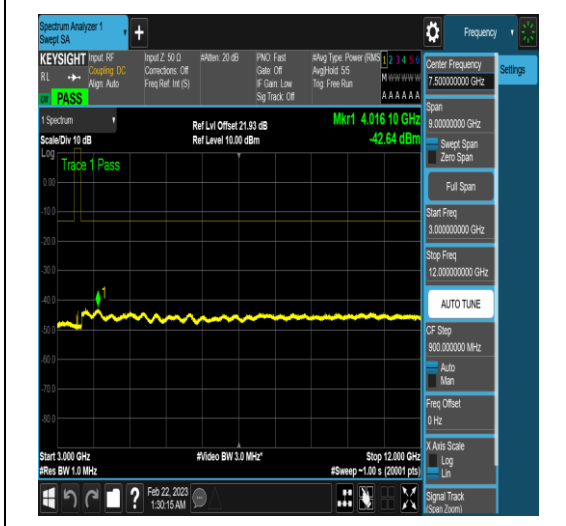 Spectrum Analyzer 1
Swept SA
Frequency
KEYSIGHT
RL
Input: RF
Coupling: DC
Align: Auto
Input Z: 50 Ω
Corrections: Off
Freq Ref: Int (S)
#Atten: 20 dB
PNO: Fast
Gate: Off
IF Gain: Low
Sig Track: Off
#Avg Type: Power (RMS)
Avg|Hold: 5/5
Trig: Free Run
1 2 3 4 5 6
M W W W W W
A A A A A A
PASS
1 Spectrum
Scale/Div 10 dB
Ref Lvl Offset 21.93 dB
Ref Level 10.00 dBm
Mkr1 4.016 10 GHz
-42.64 dBm
Log
Trace 1 Pass
0.00
-10.0
-20.0
-30.0
-40.0
-50.0
-60.0
-70.0
-80.0
1
Start 3.000 GHz
#Res BW 1.0 MHz
#Video BW 3.0 MHz*
Stop 12.000 GHz
#Sweep ~1.00 s (20001 pts)
?
Feb 22, 2023
1:30:15 AM
Center Frequency
7.500000000 GHz
Settings
Span
9.00000000 GHz
Swept Span
Zero Span
Full Span
Start Freq
3.000000000 GHz
Stop Freq
12.000000000 GHz
AUTO TUNE
CF Step
900.000000 MHz
Auto
Man
Freq Offset
0 Hz
X Axis Scale
Log
Lin
Signal Track
(Span Zoom)